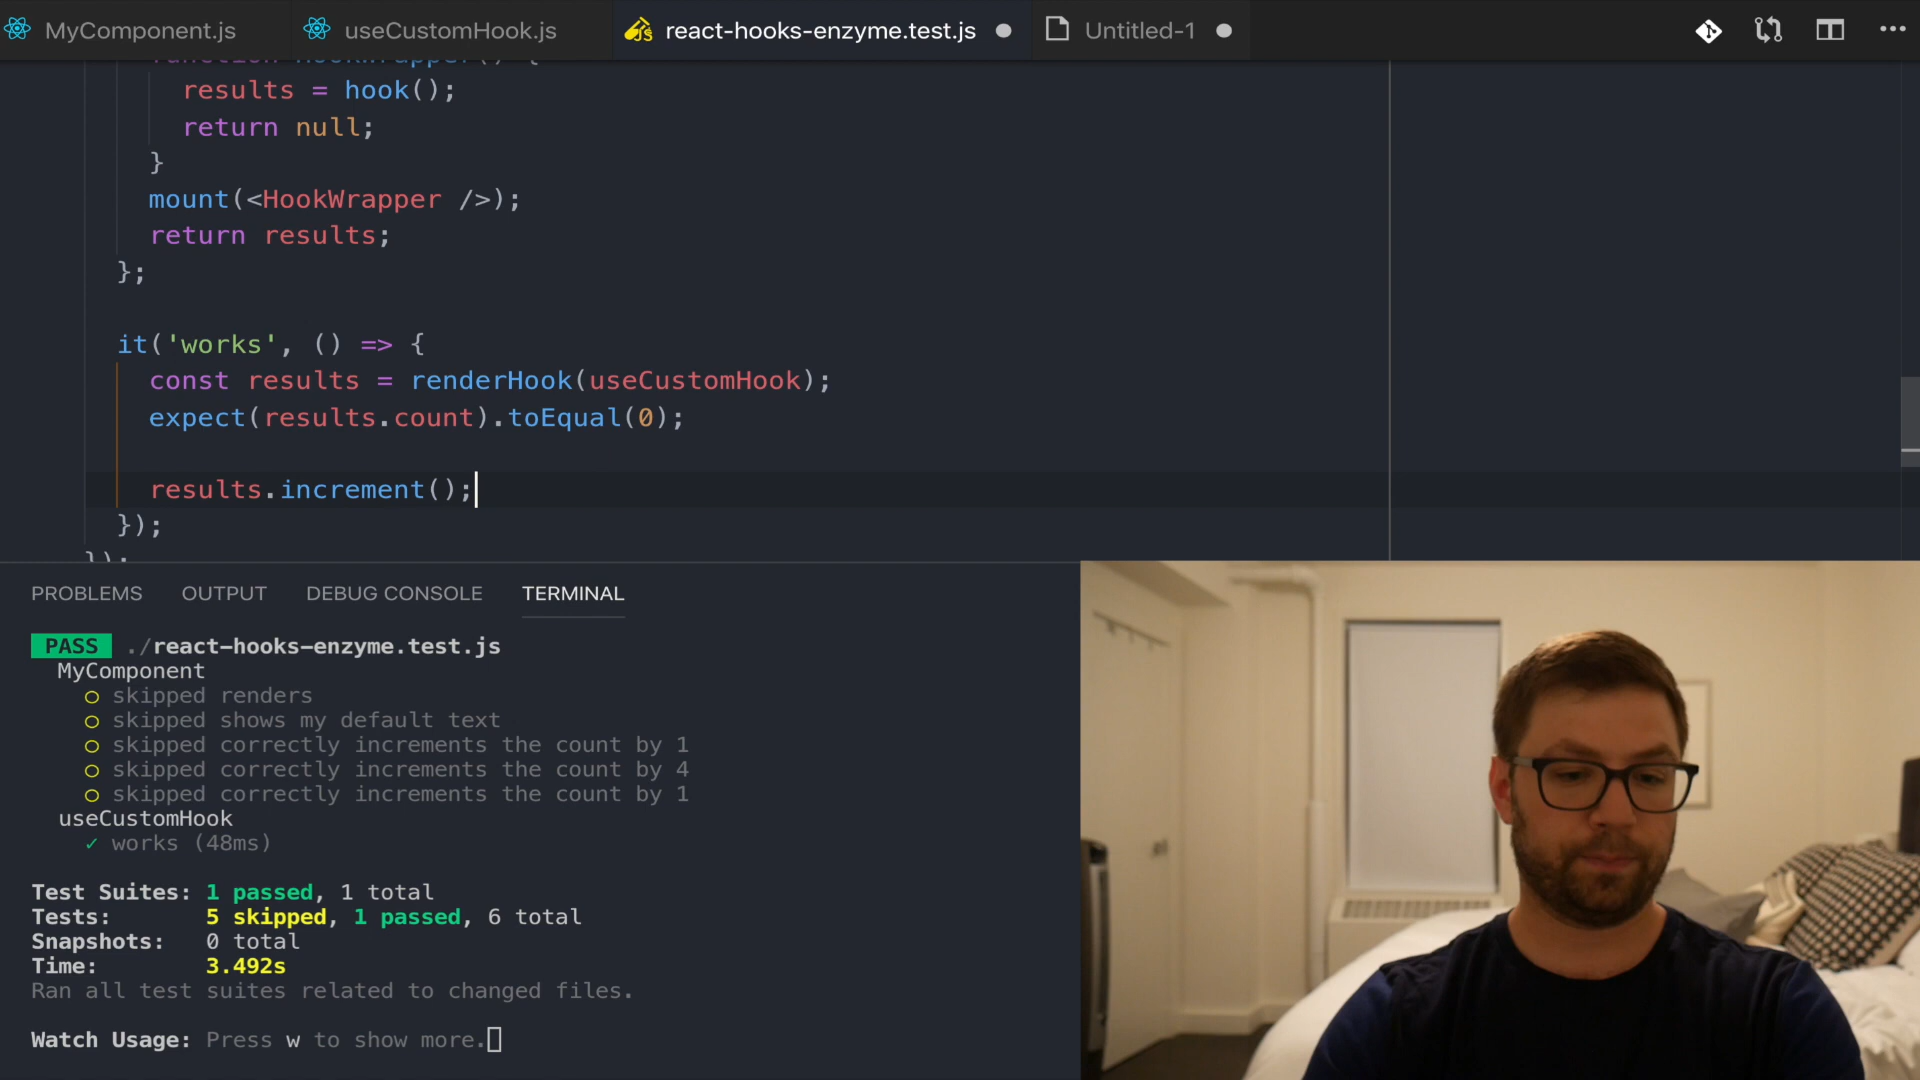 MyComponent.js useCustomHook.js react-hooks-enzyme.test.js Untitled-1
function HookWrapper() {
results = hook();
return null;
}
mount(<HookWrapper />);
return results;
};
it('works', () => {
const results = renderHook(useCustomHook);
expect(results.count).toEqual(0);
results.increment();
});
});
PROBLEMS OUTPUT DEBUG CONSOLE TERMINAL
PASS ./react-hooks-enzyme.test.js
MyComponent
○ skipped renders
○ skipped shows my default text
○ skipped correctly increments the count by 1
○ skipped correctly increments the count by 4
○ skipped correctly increments the count by 1
useCustomHook
✓ works (48ms)
Test Suites: 1 passed, 1 total
Tests: 5 skipped, 1 passed, 6 total
Snapshots: 0 total
Time: 3.492s
Ran all test suites related to changed files.
Watch Usage: Press w to show more.